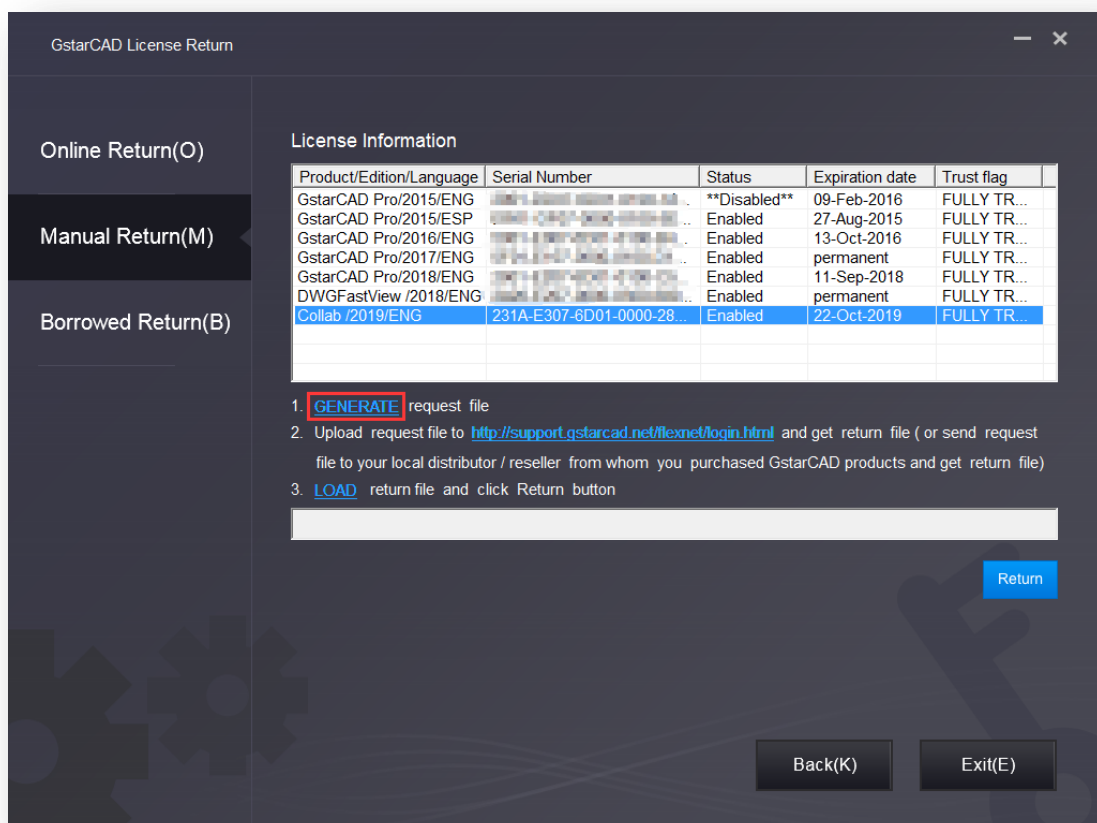 GstarCAD License Return
Online Return(O)
Manual Return(M)
Borrowed Return(B)
License Information
Product/Edition/Language Serial Number Status Expiration date Trust flag
GstarCAD Pro/2015/ENG **Disabled** 09-Feb-2016 FULLY TR...
GstarCAD Pro/2015/ESP Enabled 27-Aug-2015 FULLY TR...
GstarCAD Pro/2016/ENG Enabled 13-Oct-2016 FULLY TR...
GstarCAD Pro/2017/ENG Enabled permanent FULLY TR...
GstarCAD Pro/2018/ENG Enabled 11-Sep-2018 FULLY TR...
DWGFastView /2018/ENG Enabled permanent FULLY TR...
Collab /2019/ENG 231A-E307-6D01-0000-28... Enabled 22-Oct-2019 FULLY TR...
1. GENERATE request file
2. Upload request file to http://support.gstarcad.net/flexnet/login.html and get return file ( or send request
file to your local distributor / reseller from whom you purchased GstarCAD products and get return file)
3. LOAD return file and click Return button
Return
Back(K)
Exit(E)